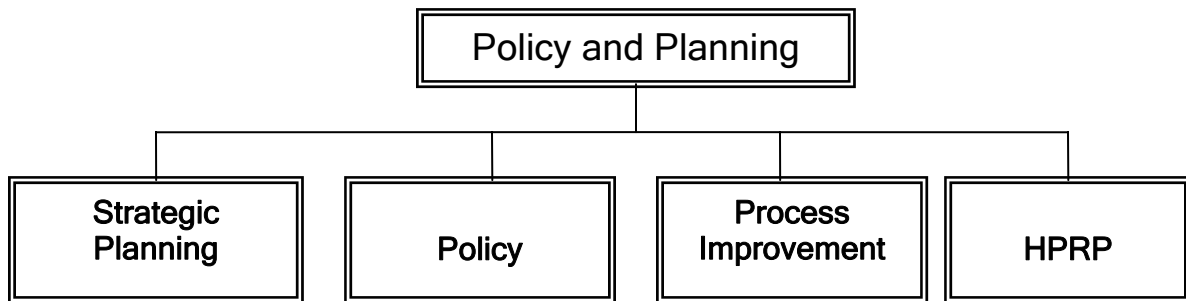 Policy and Planning
Strategic
Planning
Policy
Process
Improvement
HPRP